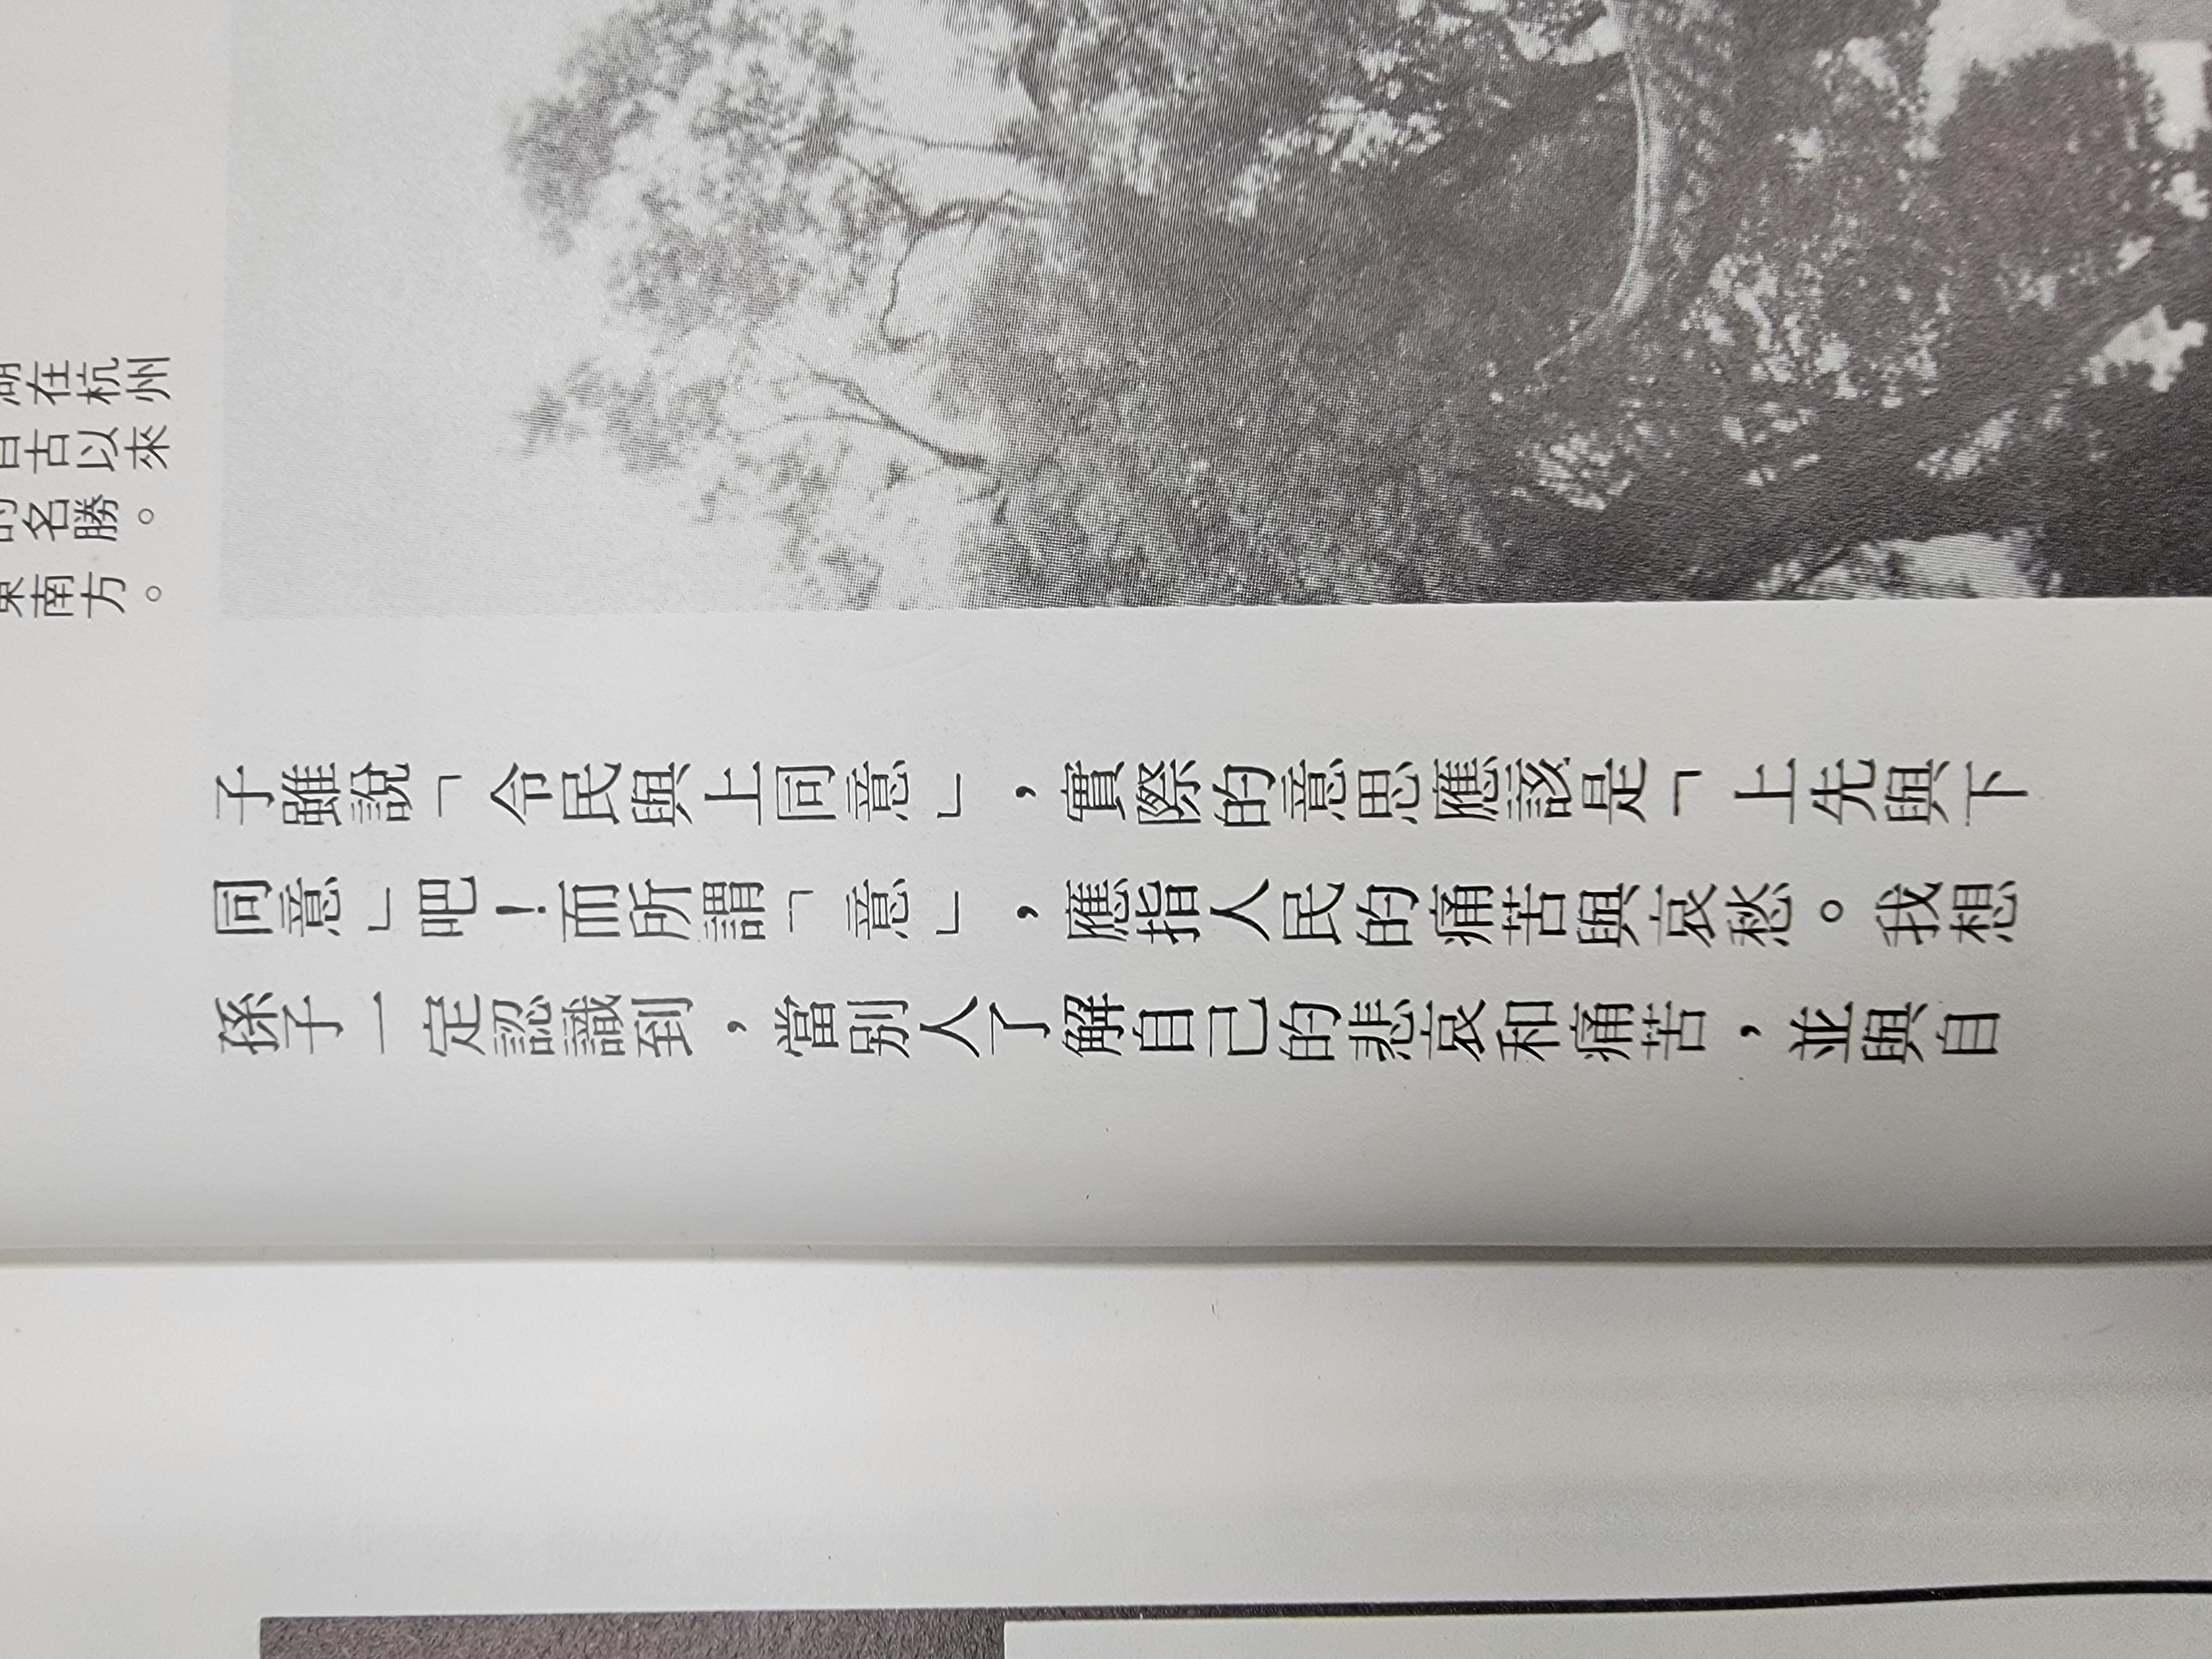 湖在杭州
自古以來
的名勝。
東南方。
子雖說「令民與上同意」，實際的意思應該是「上先與下
同意」吧！而所謂「意」，應指人民的痛苦與哀愁。我想
孫子一定認識到，當別人了解自己的悲哀和痛苦，並與自